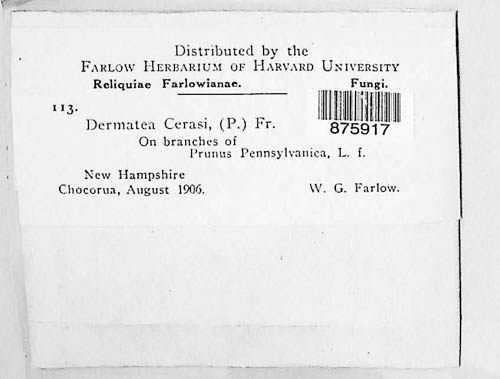 Distributed by the
FARLOW HERBARIUM OF HARVARD UNIVERSITY
Reliquiae Farlowianae. Fungi.
113.
875917
Dermatea Cerasi, (P.) Fr.
On branches of
Prunus Pennsylvanica, L. f.
New Hampshire
Chocorua, August 1906. W. G. Farlow.